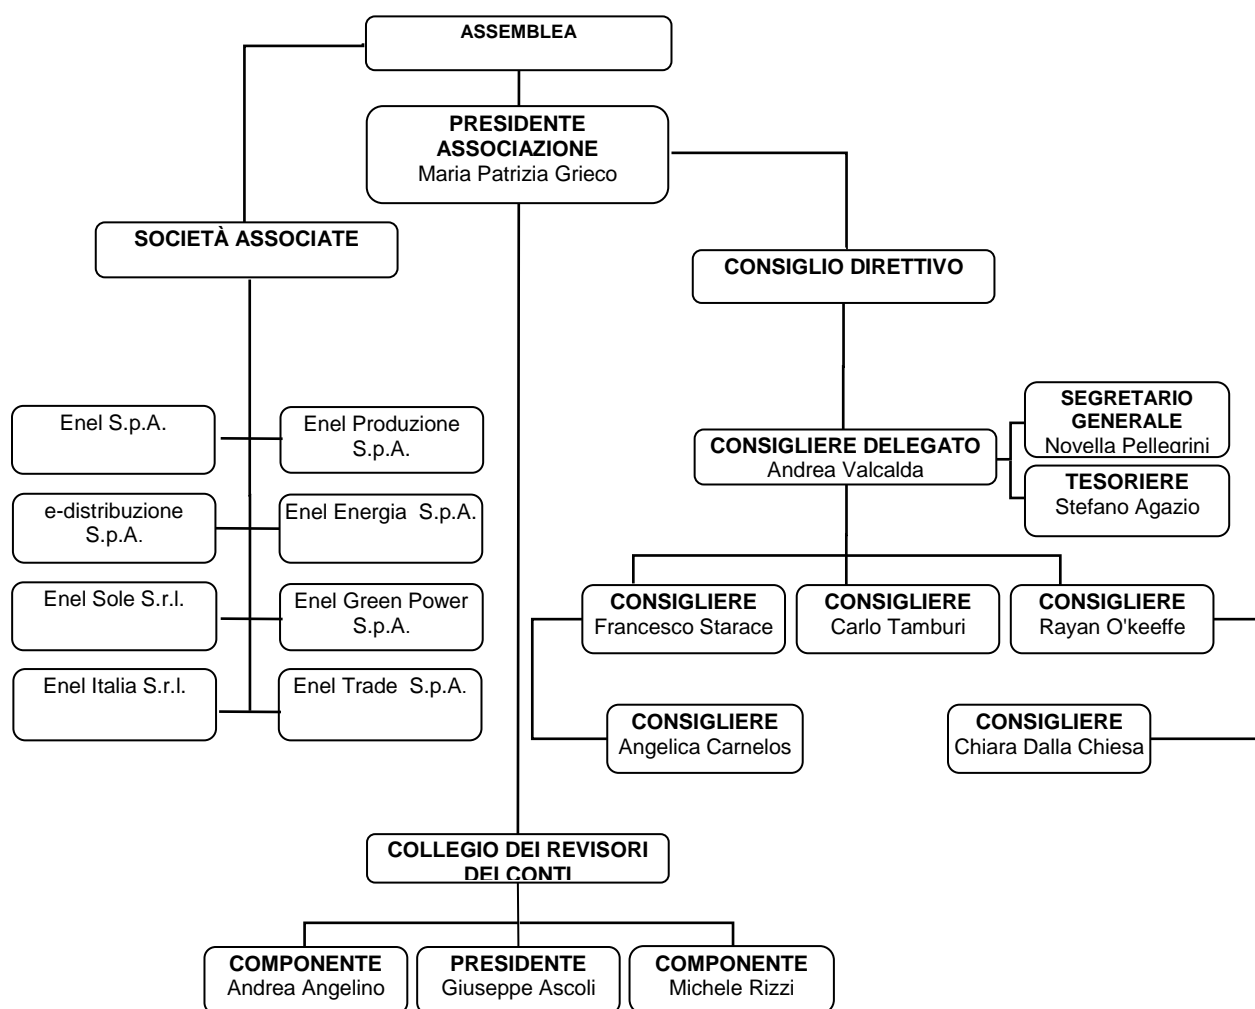 ASSEMBLEA
PRESIDENTE
ASSOCIAZIONE
Maria Patrizia Grieco
SOCIETÀ ASSOCIATE
CONSIGLIO DIRETTIVO
Enel S.p.A.
Enel Produzione
S.p.A.
e-distribuzione
S.p.A.
Enel Energia S.p.A.
Enel Sole S.r.l.
Enel Green Power
S.p.A.
Enel Italia S.r.l.
Enel Trade S.p.A.
CONSIGLIERE DELEGATO
Andrea Valcalda
SEGRETARIO
GENERALE
Novella Pellegrini
TESORIERE
Stefano Agazio
CONSIGLIERE
Francesco Starace
CONSIGLIERE
Carlo Tamburi
CONSIGLIERE
Rayan O'keeffe
CONSIGLIERE
Angelica Carnelos
CONSIGLIERE
Chiara Dalla Chiesa
COLLEGIO DEI REVISORI
DEI CONTI
COMPONENTE
Andrea Angelino
PRESIDENTE
Giuseppe Ascoli
COMPONENTE
Michele Rizzi